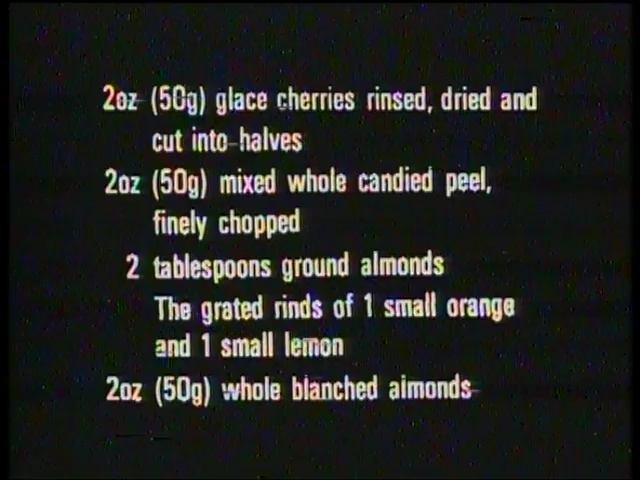 2oz (50g) glace cherries rinsed, dried and
cut into halves
2oz (50g) mixed whole candied peel,
finely chopped
2 tablespoons ground almonds
The grated rinds of 1 small orange
and 1 small lemon
2oz (50g) whole blanched almonds